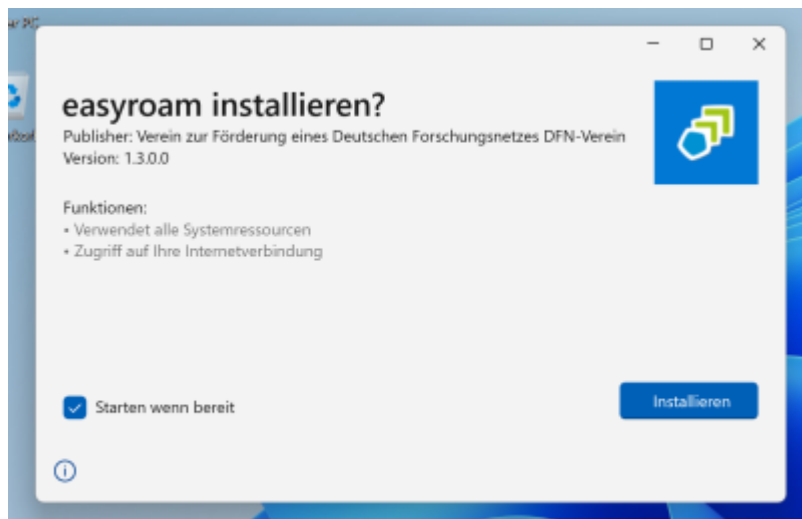 easyroam installieren?
Publisher: Verein zur Förderung eines Deutschen Forschungsnetzes DFN-Verein
Version: 1.3.0.0
Funktionen:
• Verwendet alle Systemressourcen
• Zugriff auf Ihre Internetverbindung
Starten wenn bereit
Installieren